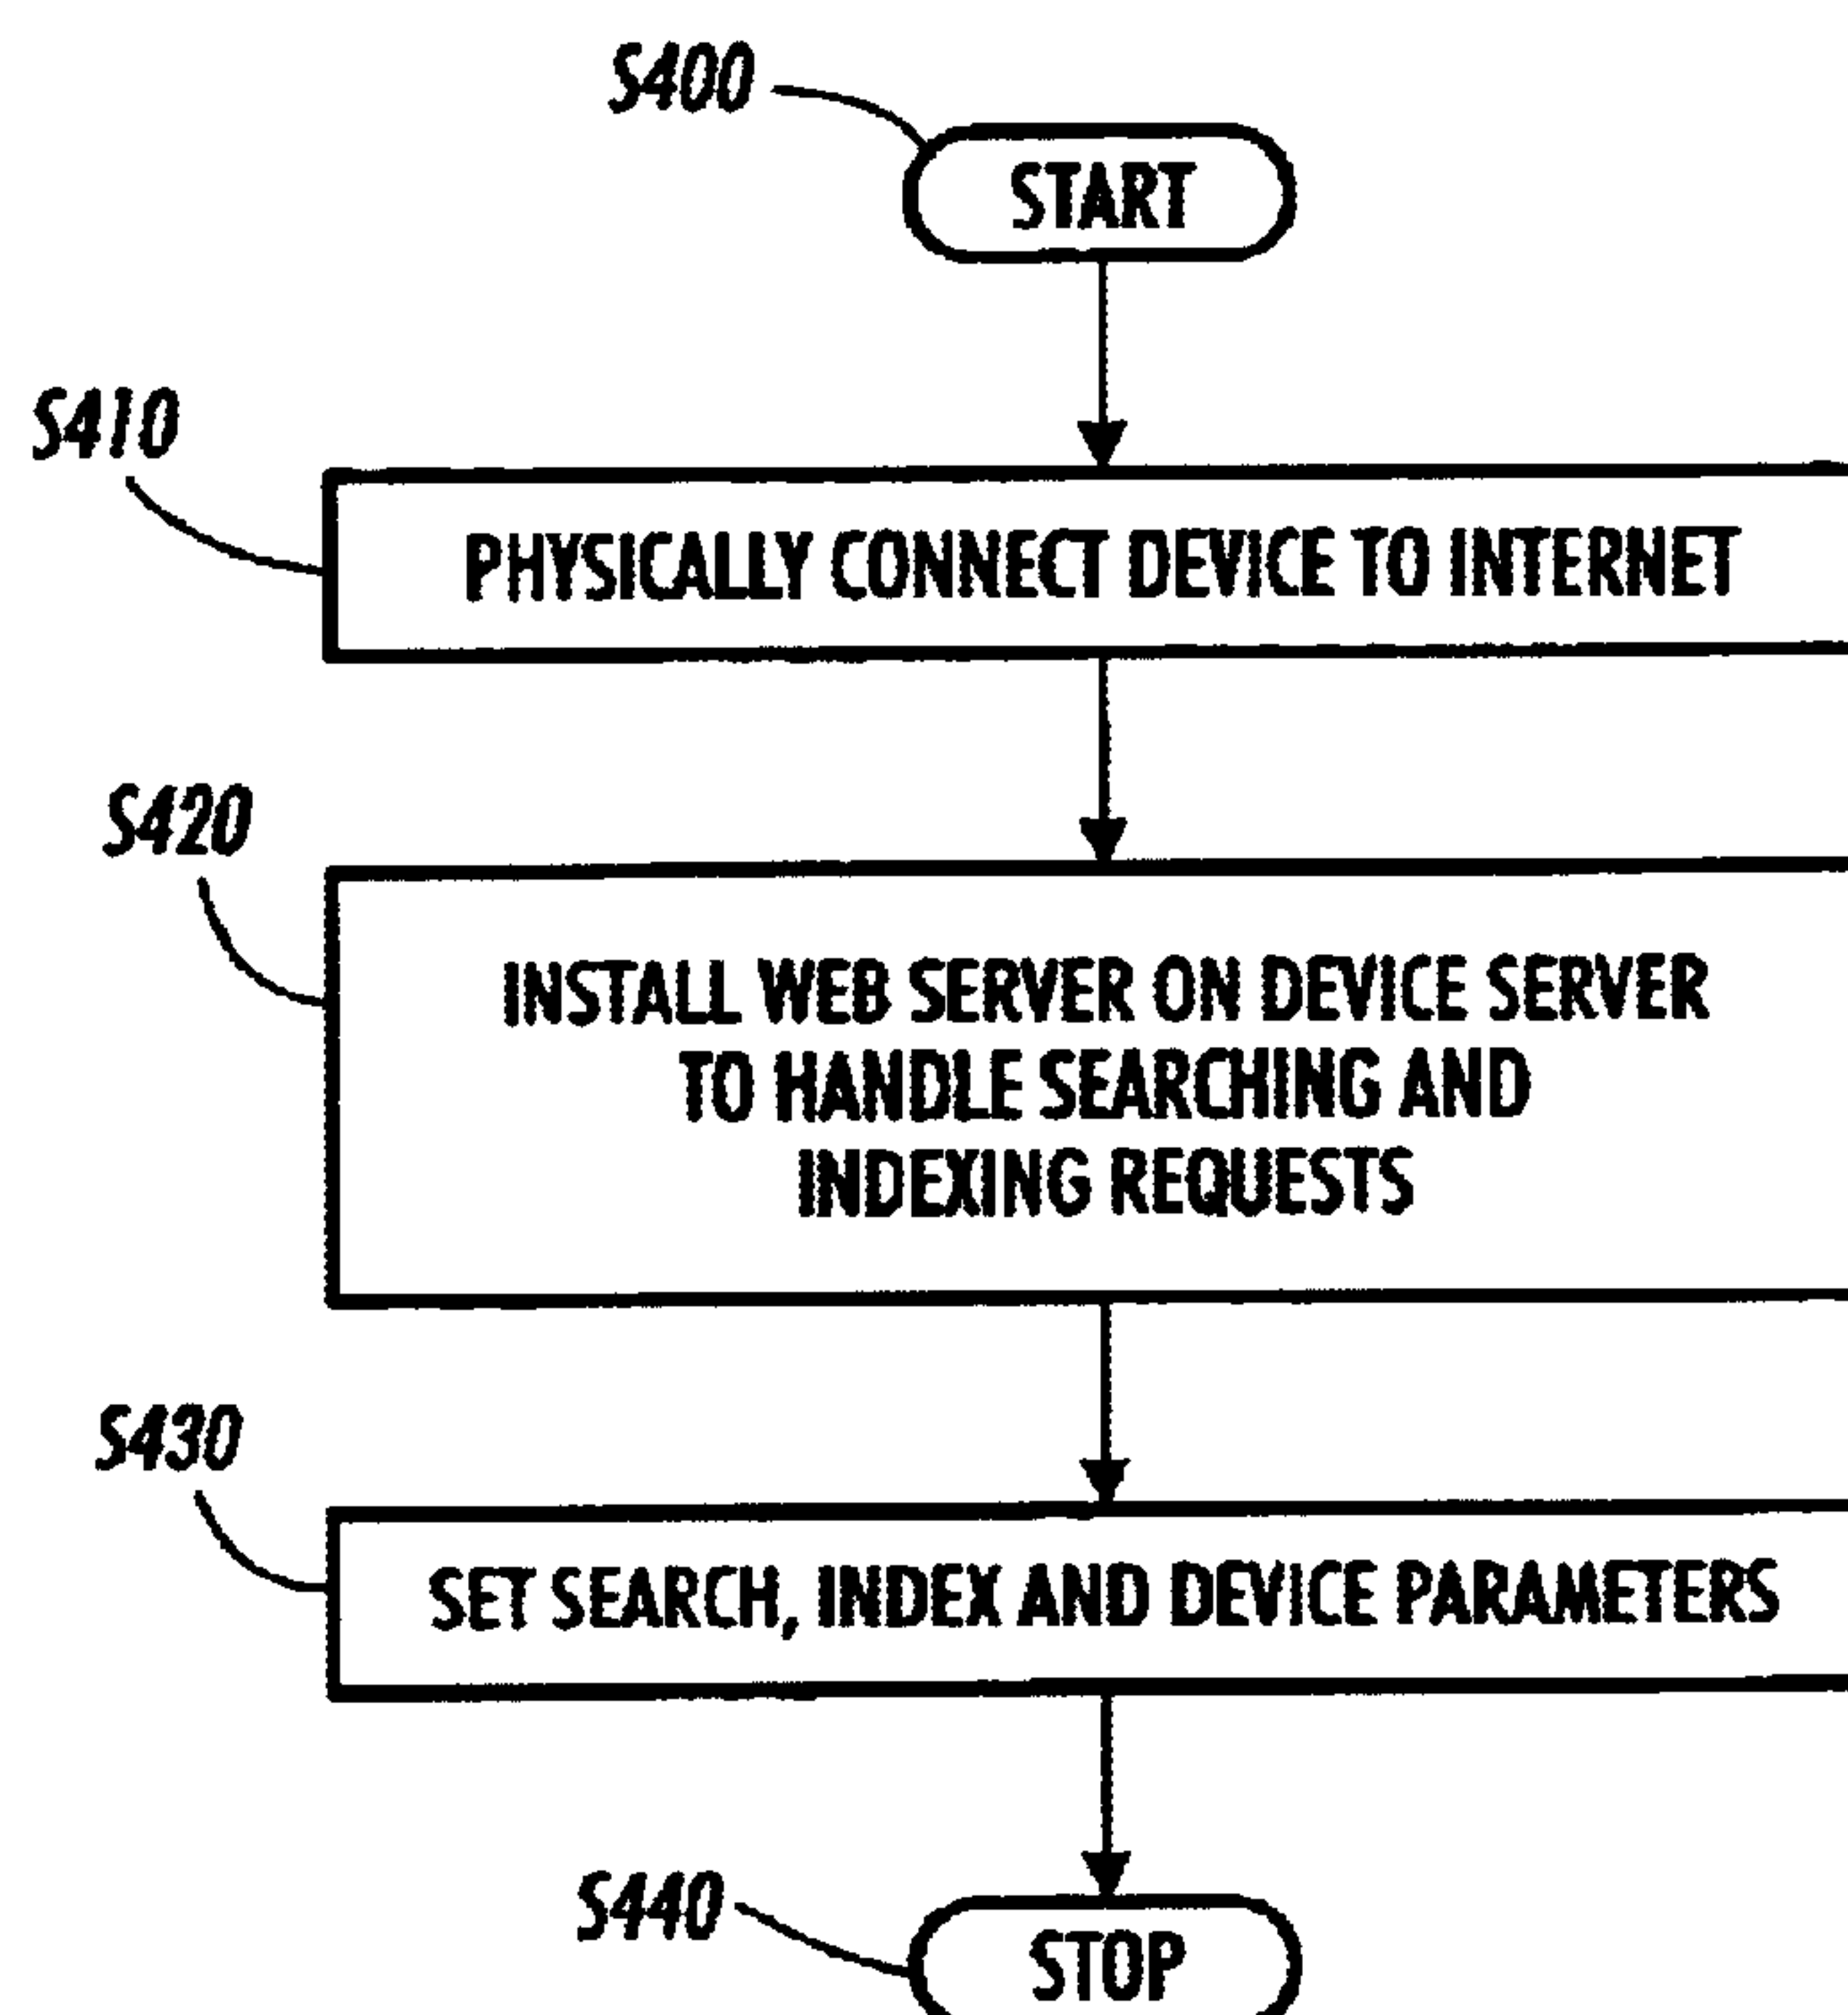 S400
START
S410
PHYSICALLY CONNECT DEVICE TO INTERNET
S420
INSTALL WEB SERVER ON DEVICE SERVER
TO HANDLE SEARCHING AND
INDEXING REQUESTS
S430
SET SEARCH, INDEX AND DEVICE PARAMETERS
S440
STOP